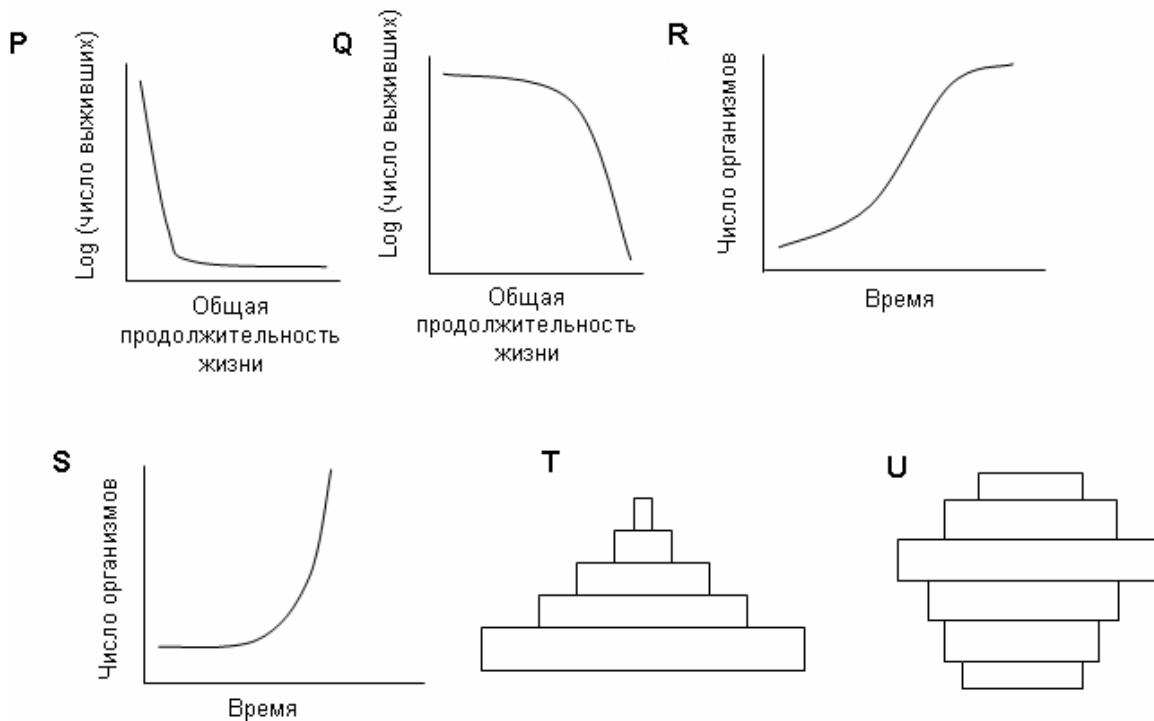 P
Log (число выживших)
Общая
продолжительность
жизни
Q
Log (число выживших)
Общая
продолжительность
жизни
R
Число организмов
Время
S
Число организмов
Время
T
U